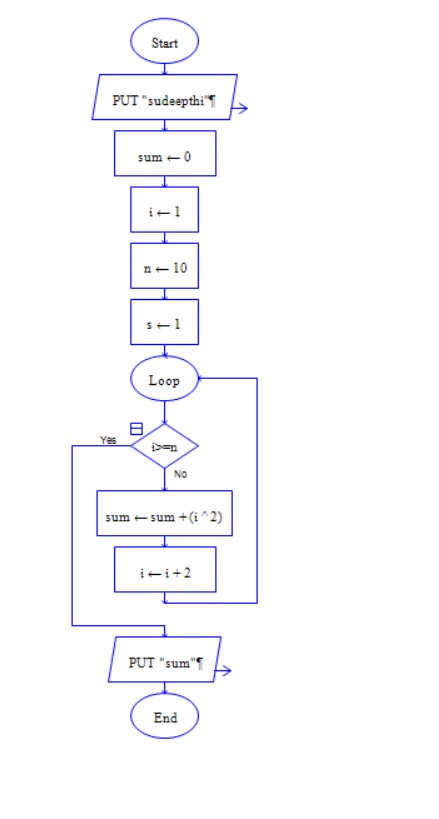 Start
PUT "sudeepthi"¶
sum ← 0
i ← 1
n ← 10
s ← 1
Loop
Yes
i>=n
No
sum ← sum +(i ^ 2)
i ← i + 2
PUT "sum"¶
End